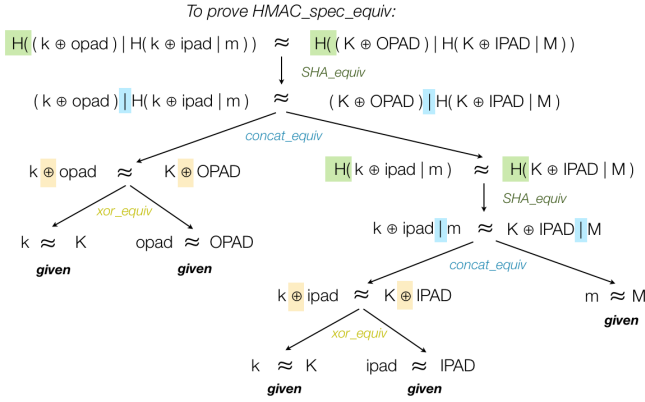 To prove HMAC_spec_equiv:
H( ( k ⊕ opad ) | H( k ⊕ ipad | m ) ) ≈ H( ( K ⊕ OPAD ) | H( K ⊕ IPAD | M ) )
SHA_equiv
( k ⊕ opad ) | H( k ⊕ ipad | m ) ≈ ( K ⊕ OPAD ) | H( K ⊕ IPAD | M )
concat_equiv
k ⊕ opad ≈ K ⊕ OPAD H( k ⊕ ipad | m ) ≈ H( K ⊕ IPAD | M )
xor_equiv SHA_equiv
k ≈ K opad ≈ OPAD k ⊕ ipad | m ≈ K ⊕ IPAD | M
given given
concat_equiv
k ⊕ ipad ≈ K ⊕ IPAD m ≈ M
given
xor_equiv
k ≈ K ipad ≈ IPAD
given given